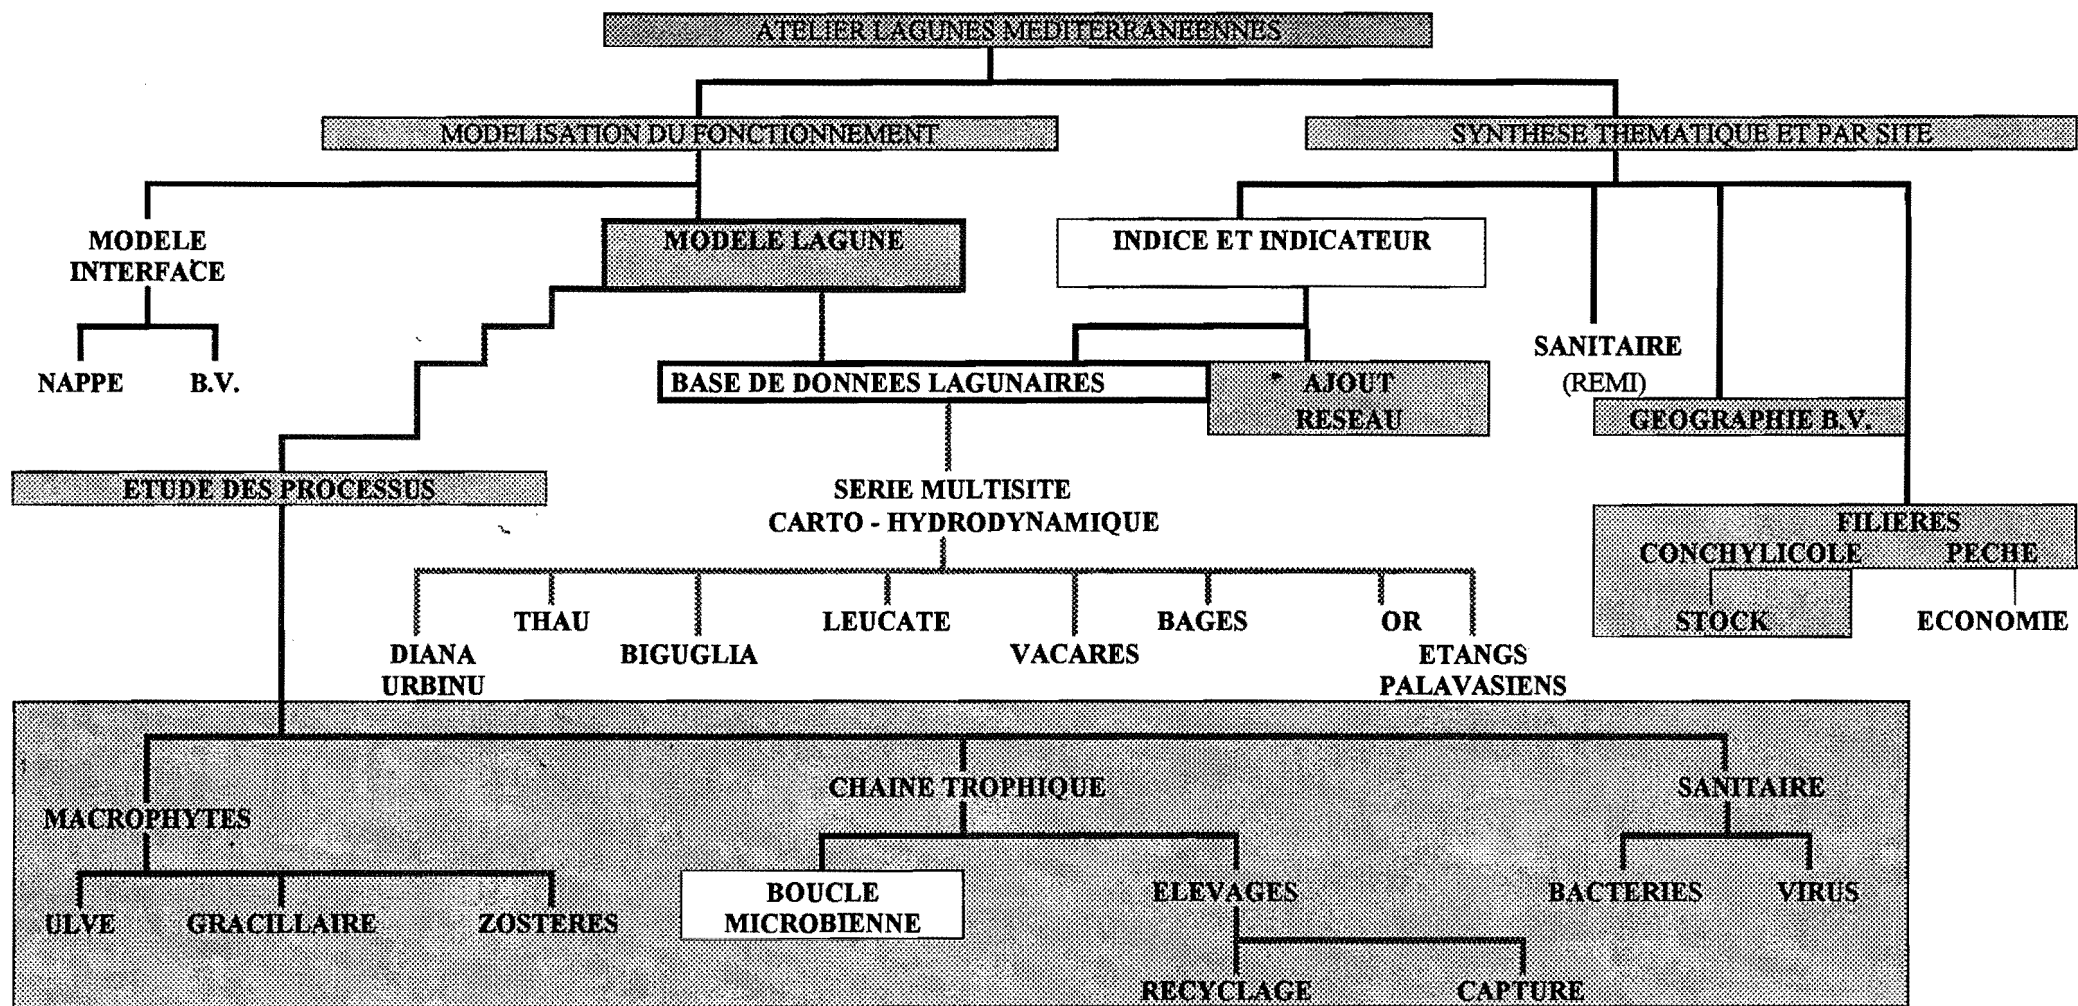 ATELIER LAGUNES MEDITERRANEENNES
MODELISATION DU FONCTIONNEMENT
SYNTHESE THEMATIQUE ET PAR SITE
MODELE
INTERFACE
MODELE LAGUNE
INDICE ET INDICATEUR
NAPPE
B.V.
SANITAIRE
(REMI)
BASE DE DONNEES LAGUNAIRES
AJOUT
RESEAU
GEOGRAPHIE B.V.
ETUDE DES PROCESSUS
SERIE MULTISITE
CARTO - HYDRODYNAMIQUE
FILIERES
CONCHYLICOLE PECHE
STOCK
ECONOMIE
DIANA
URBINU
THAU
BIGUGLIA
LEUCATE
VACARES
BAGES
OR
ETANGS
PALAVASIENS
MACROPHYTES
CHAINE TROPHIQUE
SANITAIRE
ULVE
GRACILLAIRE
ZOSTERES
BOUCLE
MICROBIENNE
ELEVAGES
BACTERIES
VIRUS
RECYCLAGE
CAPTURE